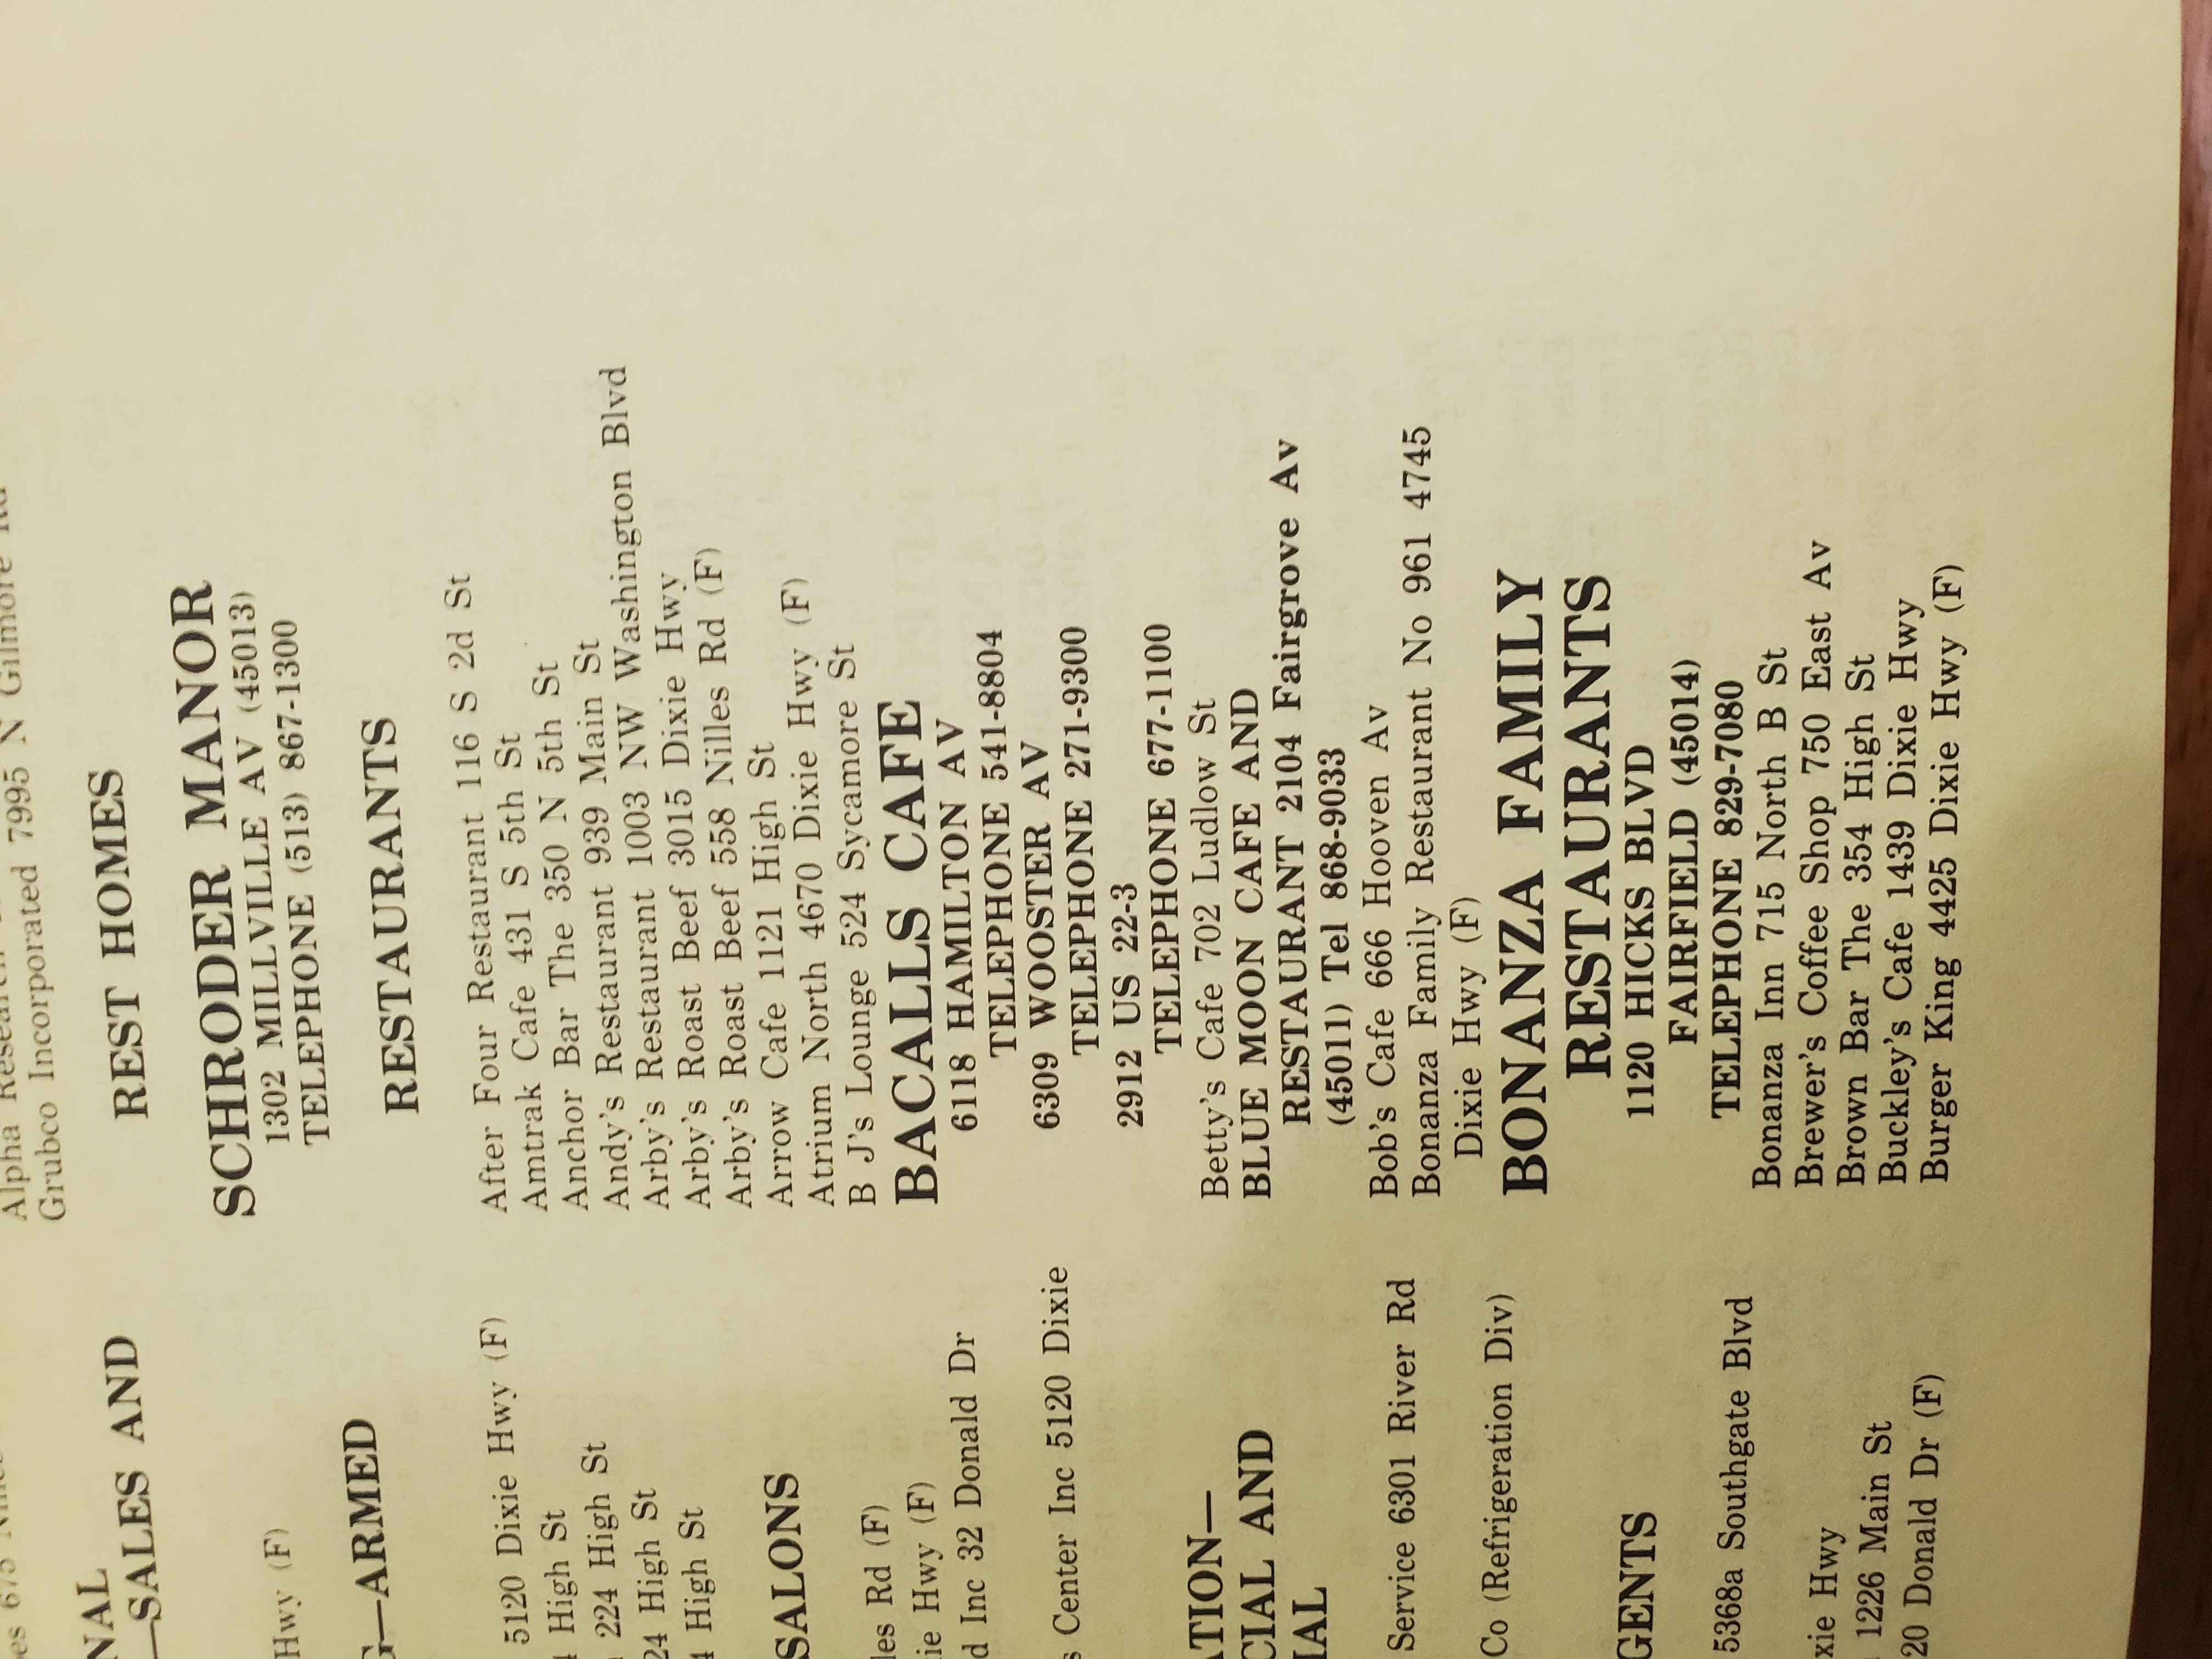 NAL
—SALES AND
Hwy (F)
G—ARMED
5120 Dixie Hwy (F)
High St
224 High St
24 High St
High St
SALONS
les Rd (F)
ie Hwy (F)
d Inc 32 Donald Dr
s Center Inc 5120 Dixie
ATION—
CIAL AND
IAL
Service 6301 River Rd
Co (Refrigeration Div)
GENTS
5368a Southgate Blvd
xie Hwy
1226 Main St
20 Donald Dr (F)
Alpha
Grubco Incorporated 7995 N Gilmore Rd
REST HOMES
SCHRODER MANOR
1302 MILLVILLE AV (45013)
TELEPHONE (513) 867-1300
RESTAURANTS
After Four Restaurant 116 S 2d St
Amtrak Cafe 431 S 5th St
Anchor Bar The 350 N 5th St
Andy's Restaurant 939 Main St
Arby's Restaurant 1003 NW Washington Blvd
Arby's Roast Beef 3015 Dixie Hwy
Arby's Roast Beef 558 Nilles Rd (F)
Arrow Cafe 1121 High St
Atrium North 4670 Dixie Hwy (F)
B J's Lounge 524 Sycamore St
BACALLS CAFE
6118 HAMILTON AV
TELEPHONE 541-8804
6309 WOOSTER AV
TELEPHONE 271-9300
2912 US 22-3
TELEPHONE 677-1100
Betty's Cafe 702 Ludlow St
BLUE MOON CAFE AND
RESTAURANT 2104 Fairgrove Av
(45011) Tel 868-9033
Bob's Cafe 666 Hooven Av
Bonanza Family Restaurant No 961 4745
Dixie Hwy (F)
BONANZA FAMILY
RESTAURANTS
1120 HICKS BLVD
FAIRFIELD (45014)
TELEPHONE 829-7080
Bonanza Inn 715 North B St
Brewer's Coffee Shop 750 East Av
Brown Bar The 354 High St
Buckley's Cafe 1439 Dixie Hwy
Burger King 4425 Dixie Hwy (F)